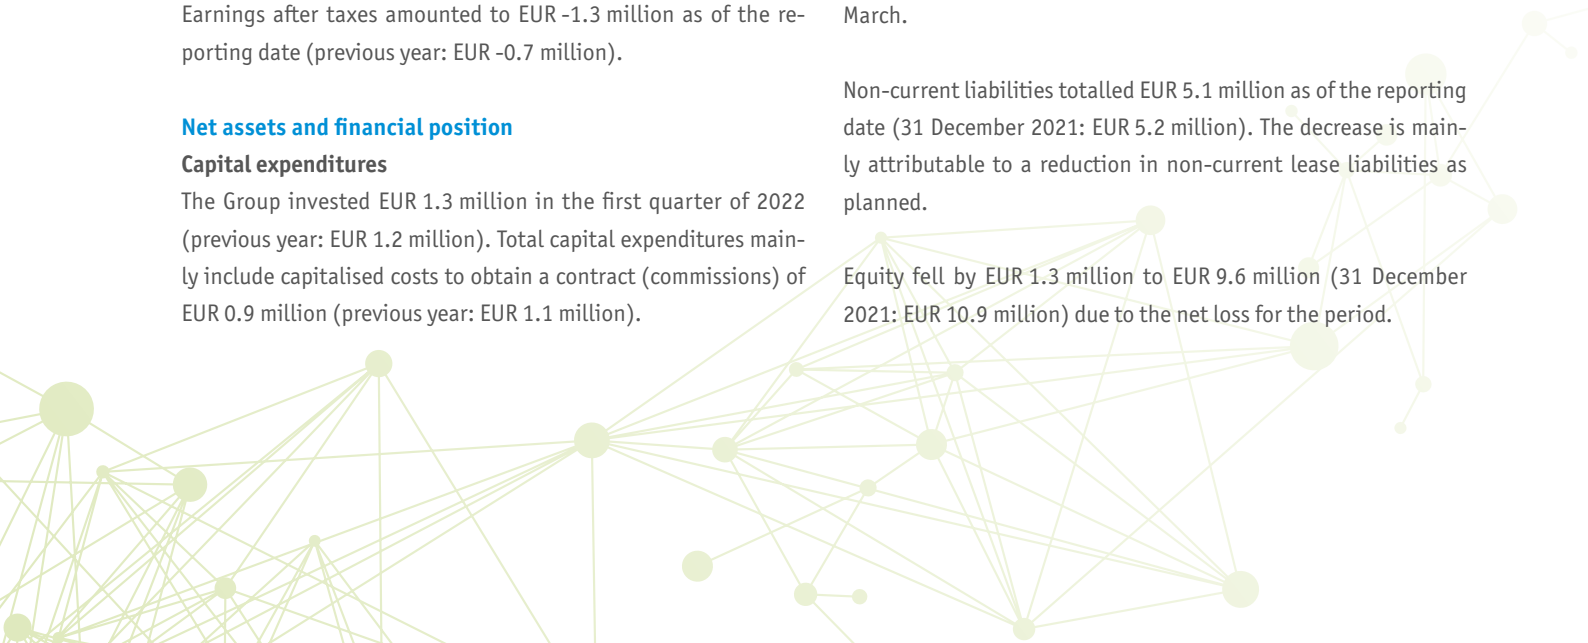 Earnings after taxes amounted to EUR -1.3 million as of the re-
porting date (previous year: EUR -0.7 million).
Net assets and financial position
Capital expenditures
The Group invested EUR 1.3 million in the first quarter of 2022
(previous year: EUR 1.2 million). Total capital expenditures main-
ly include capitalised costs to obtain a contract (commissions) of
EUR 0.9 million (previous year: EUR 1.1 million).
March.
Non-current liabilities totalled EUR 5.1 million as of the reporting
date (31 December 2021: EUR 5.2 million). The decrease is main-
ly attributable to a reduction in non-current lease liabilities as
planned.
Equity fell by EUR 1.3 million to EUR 9.6 million (31 December
2021: EUR 10.9 million) due to the net loss for the period.